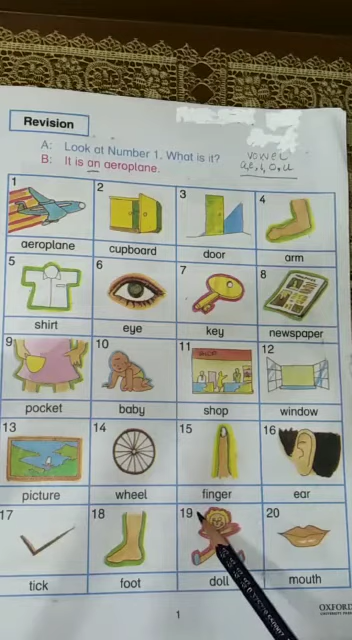 Revision
A: Look at Number 1. What is it?
vowel
B: It is an aeroplane.
a,e,i,o,u
1 2 3 4
aeroplane cupboard door arm
5 6 7 8
shirt eye key newspaper
9 10 11 12
SHOP
pocket baby shop window
13 14 15 16
picture wheel finger ear
17 18 19 20
tick foot doll mouth
1
OXFORD